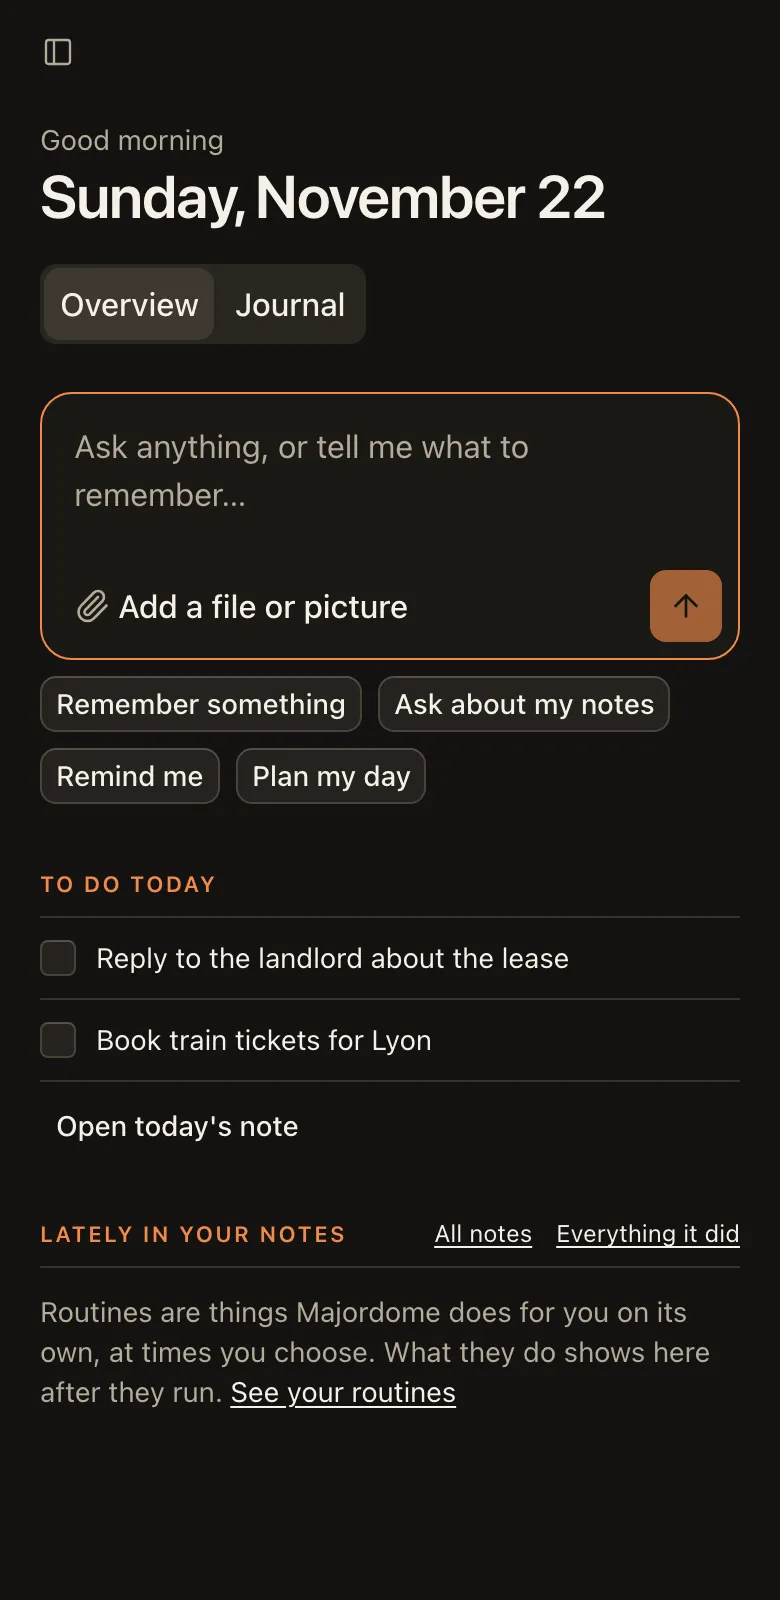 Good morning
Sunday, November 22
Overview Journal
Ask anything, or tell me what to
remember...
Add a file or picture
Remember something Ask about my notes
Remind me Plan my day
TO DO TODAY
Reply to the landlord about the lease
Book train tickets for Lyon
Open today's note
LATELY IN YOUR NOTES All notes Everything it did
Routines are things Majordome does for you on its
own, at times you choose. What they do shows here
after they run. See your routines